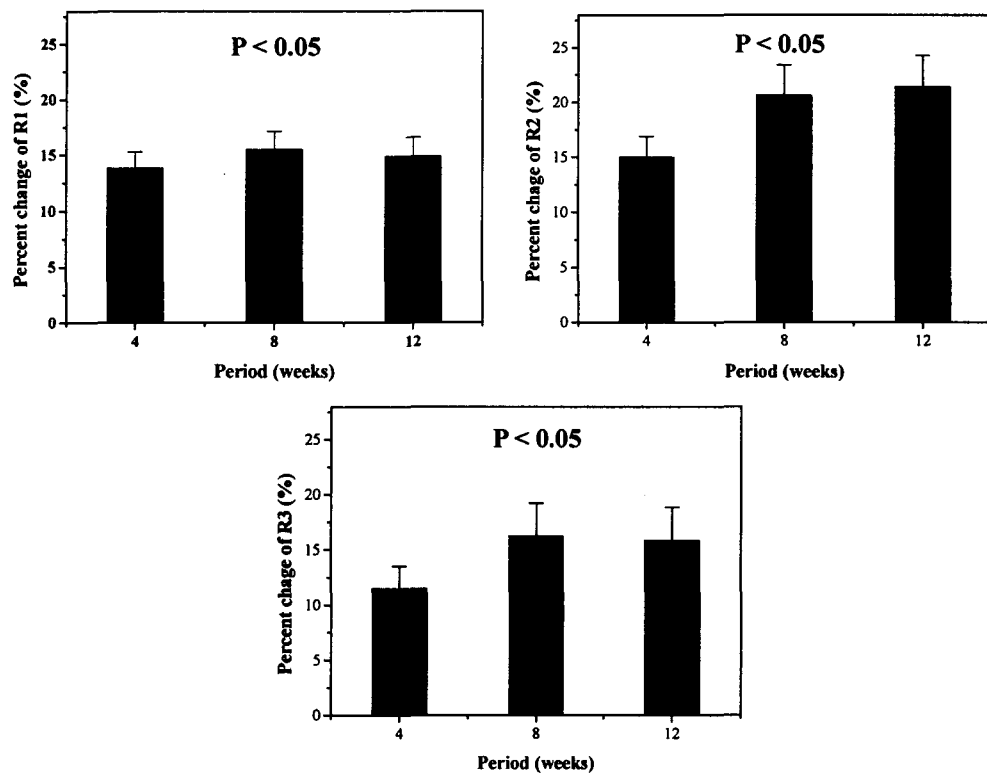 P < 0.05
Percent change of R1 (%)
25
20
15
10
5
0
4 8 12
Period (weeks)
P < 0.05
Percent chage of R2 (%)
25
20
15
10
5
0
4 8 12
Period (weeks)
P < 0.05
Percent chage of R3 (%)
25
20
15
10
5
0
4 8 12
Period (weeks)